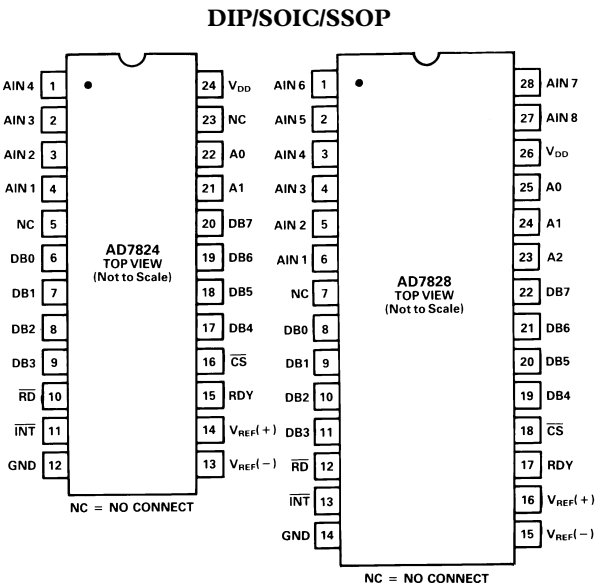 DIP/SOIC/SSOP
AIN 4 1
AIN 3 2
AIN 2 3
AIN 1 4
NC 5
DB0 6
DB1 7
DB2 8
DB3 9
R̅D̅ 10
I̅N̅T̅ 11
GND 12
AD7824
TOP VIEW
(Not to Scale)
24 VDD
23 NC
22 A0
21 A1
20 DB7
19 DB6
18 DB5
17 DB4
16 C̅S̅
15 RDY
14 VREF(+)
13 VREF(−)
NC = NO CONNECT
AIN 6 1
AIN 5 2
AIN 4 3
AIN 3 4
AIN 2 5
AIN 1 6
NC 7
DB0 8
DB1 9
DB2 10
DB3 11
R̅D̅ 12
I̅N̅T̅ 13
GND 14
AD7828
TOP VIEW
(Not to Scale)
28 AIN 7
27 AIN 8
26 VDD
25 A0
24 A1
23 A2
22 DB7
21 DB6
20 DB5
19 DB4
18 C̅S̅
17 RDY
16 VREF(+)
15 VREF(−)
NC = NO CONNECT